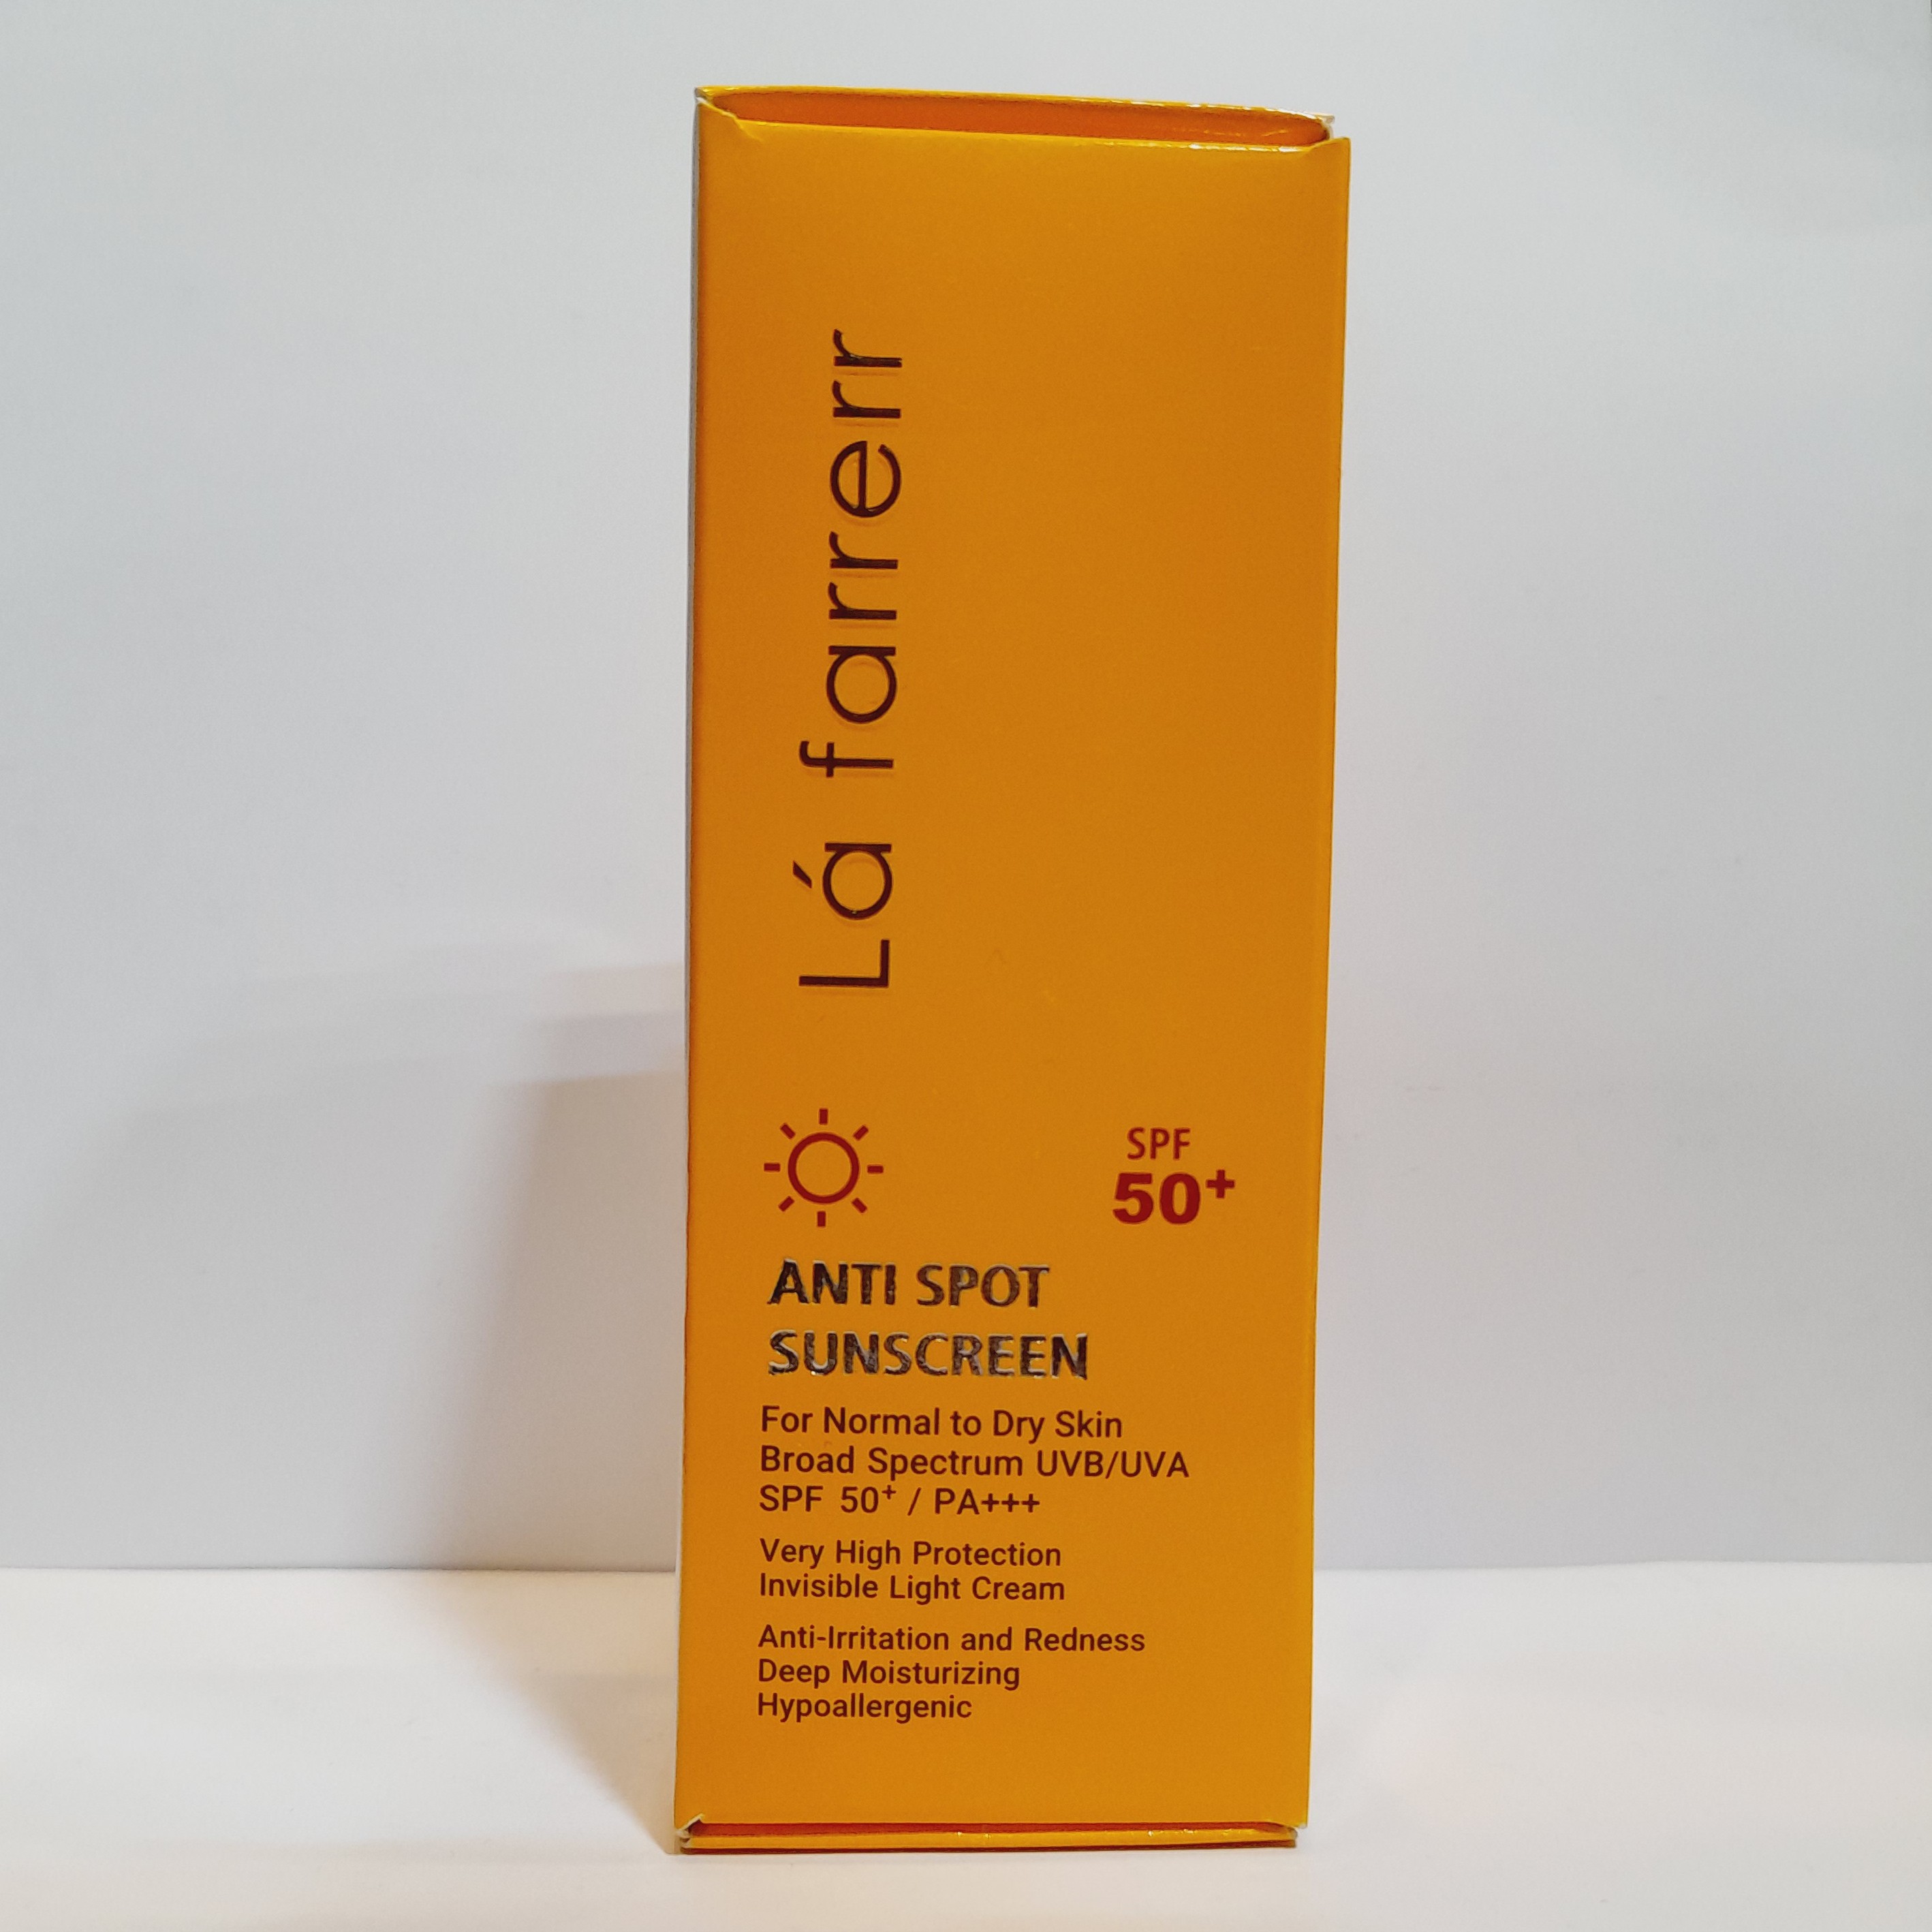 Lá farrerr
SPF
50⁺
ANTI SPOT
SUNSCREEN
For Normal to Dry Skin
Broad Spectrum UVB/UVA
SPF 50⁺ / PA+++
Very High Protection
Invisible Light Cream
Anti-Irritation and Redness
Deep Moisturizing
Hypoallergenic